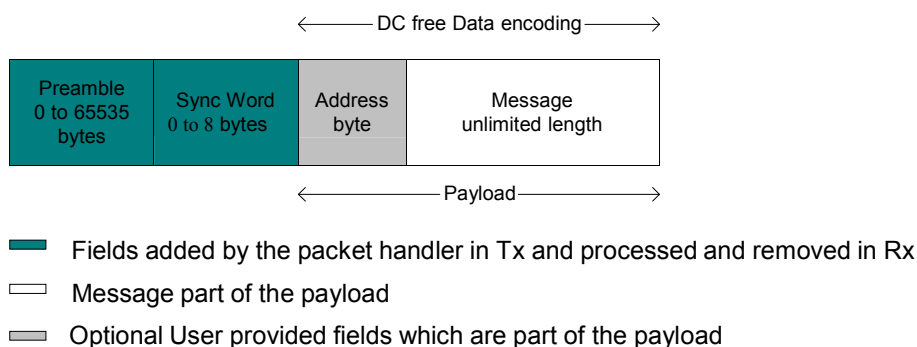 DC free Data encoding
Preamble
0 to 65535
bytes
Sync Word
0 to 8 bytes
Address
byte
Message
unlimited length
Payload
Fields added by the packet handler in Tx and processed and removed in Rx
Message part of the payload
Optional User provided fields which are part of the payload